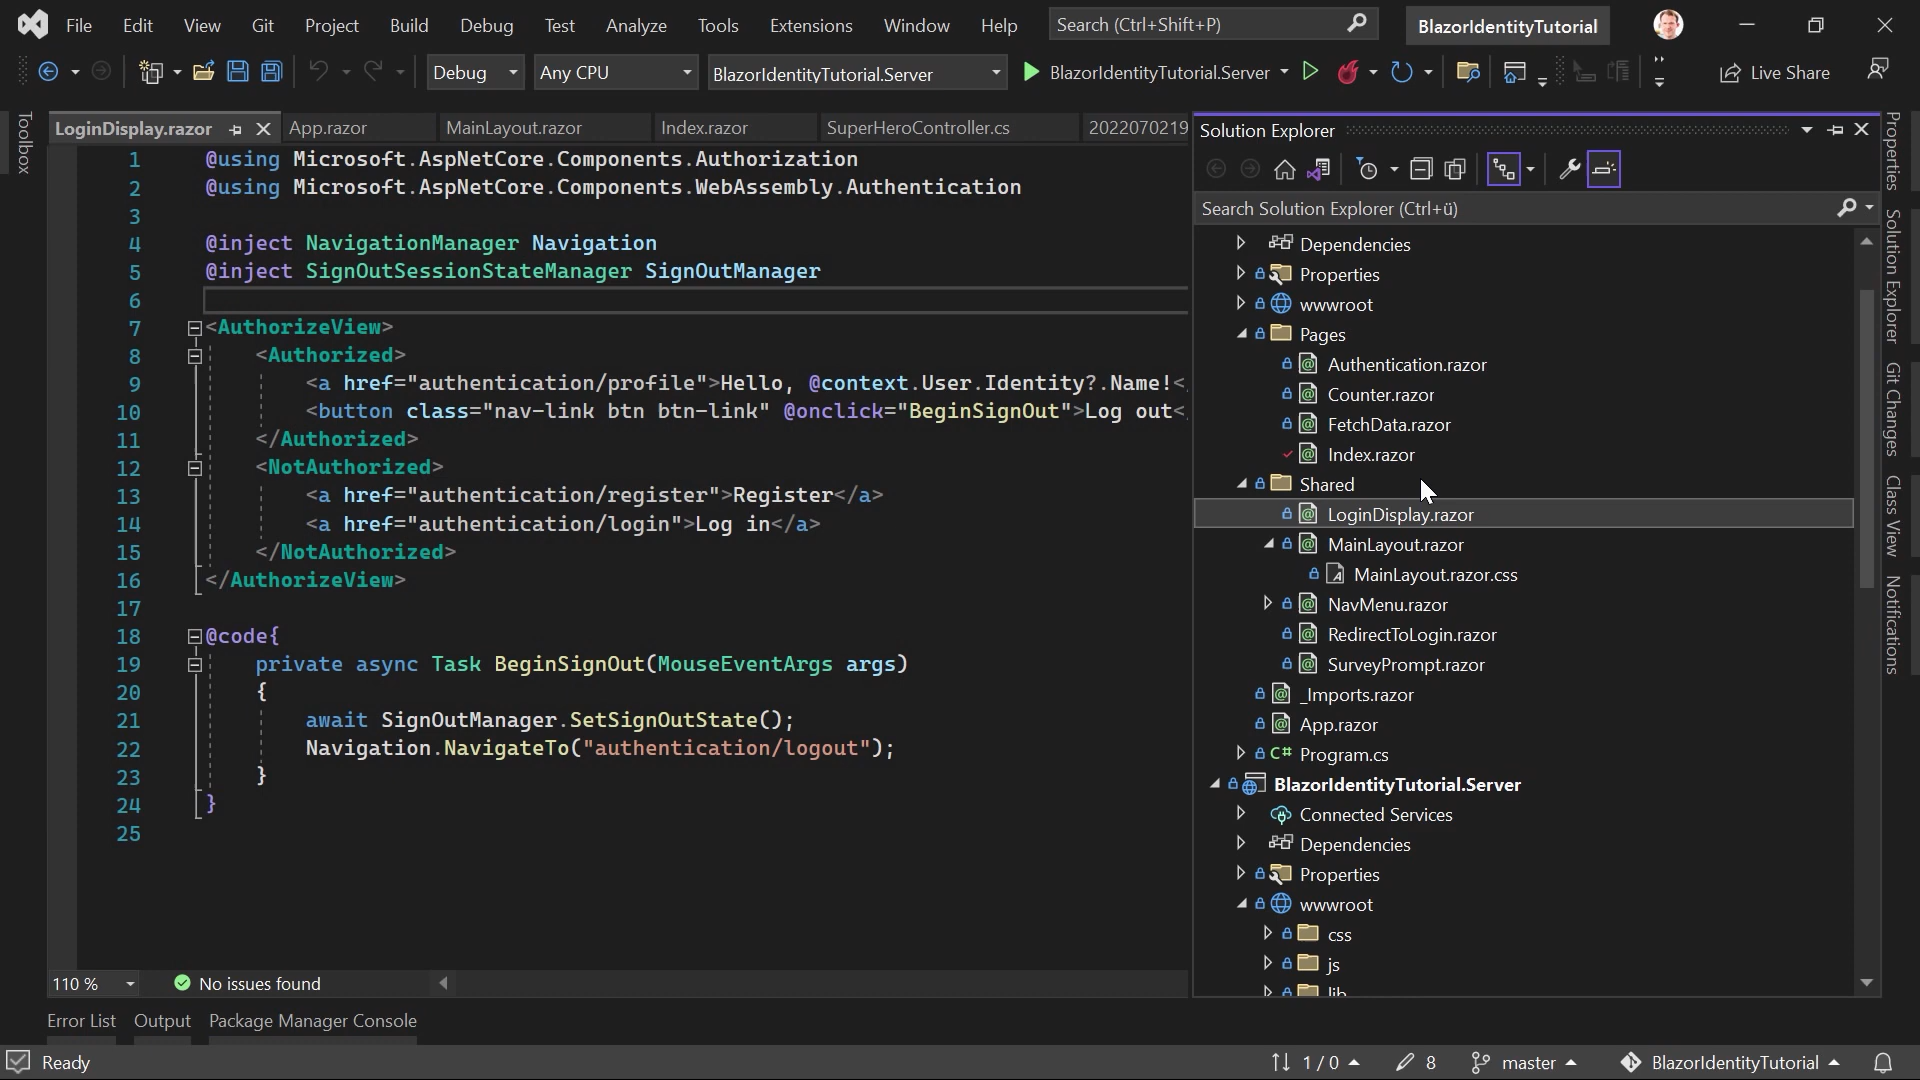 File Edit View Git Project Build Debug Test Analyze Tools Extensions Window Help Search (Ctrl+Shift+P) BlazorIdentityTutorial
Debug Any CPU BlazorIdentityTutorial.Server BlazorIdentityTutorial.Server Live Share
Toolbox
LoginDisplay.razor App.razor MainLayout.razor Index.razor SuperHeroController.cs 2022070219
1 @using Microsoft.AspNetCore.Components.Authorization
2 @using Microsoft.AspNetCore.Components.WebAssembly.Authentication
3
4 @inject NavigationManager Navigation
5 @inject SignOutSessionStateManager SignOutManager
6
7 <AuthorizeView>
8 <Authorized>
9 <a href="authentication/profile">Hello, @context.User.Identity?.Name!<
10 <button class="nav-link btn btn-link" @onclick="BeginSignOut">Log out<
11 </Authorized>
12 <NotAuthorized>
13 <a href="authentication/register">Register</a>
14 <a href="authentication/login">Log in</a>
15 </NotAuthorized>
16 </AuthorizeView>
17
18 @code{
19 private async Task BeginSignOut(MouseEventArgs args)
20 {
21 await SignOutManager.SetSignOutState();
22 Navigation.NavigateTo("authentication/logout");
23 }
24 }
25
110 % No issues found
Solution Explorer
Search Solution Explorer (Ctrl+ü)
Dependencies
Properties
wwwroot
Pages
Authentication.razor
Counter.razor
FetchData.razor
Index.razor
Shared
LoginDisplay.razor
MainLayout.razor
MainLayout.razor.css
NavMenu.razor
RedirectToLogin.razor
SurveyPrompt.razor
_Imports.razor
App.razor
C# Program.cs
BlazorIdentityTutorial.Server
Connected Services
Dependencies
Properties
wwwroot
css
js
lib
Properties
Solution Explorer
Git Changes
Class View
Notifications
Error List Output Package Manager Console
Ready 1 / 0 8 master BlazorIdentityTutorial